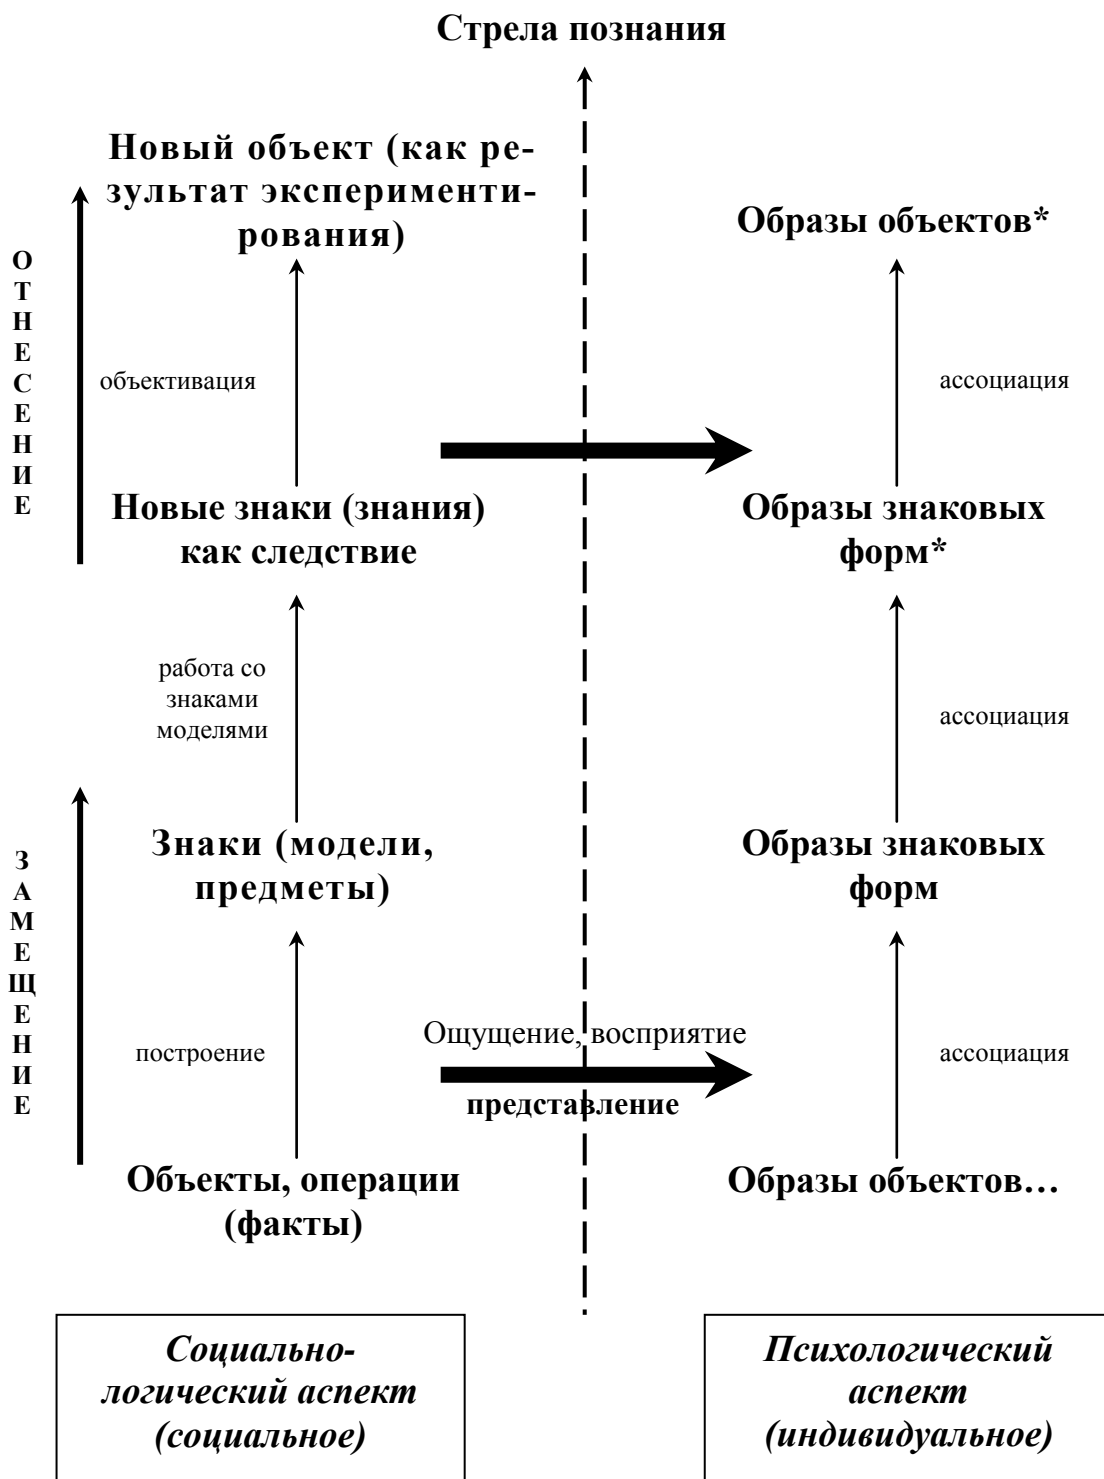 Стрела познания
Новый объект (как ре-
зультат эксперименти-
рования)
Образы объектов*
ОТНЕСЕНИЕ
объективация
ассоциация
Новые знаки (знания)
как следствие
Образы знаковых
форм*
работа со
знаками
моделями
ассоциация
Знаки (модели,
предметы)
Образы знаковых
форм
ЗАМЕЩЕНИЕ
построение
Ощущение, восприятие
представление
ассоциация
Объекты, операции
(факты)
Образы объектов…
Социально-
логический аспект
(социальное)
Психологический
аспект
(индивидуальное)